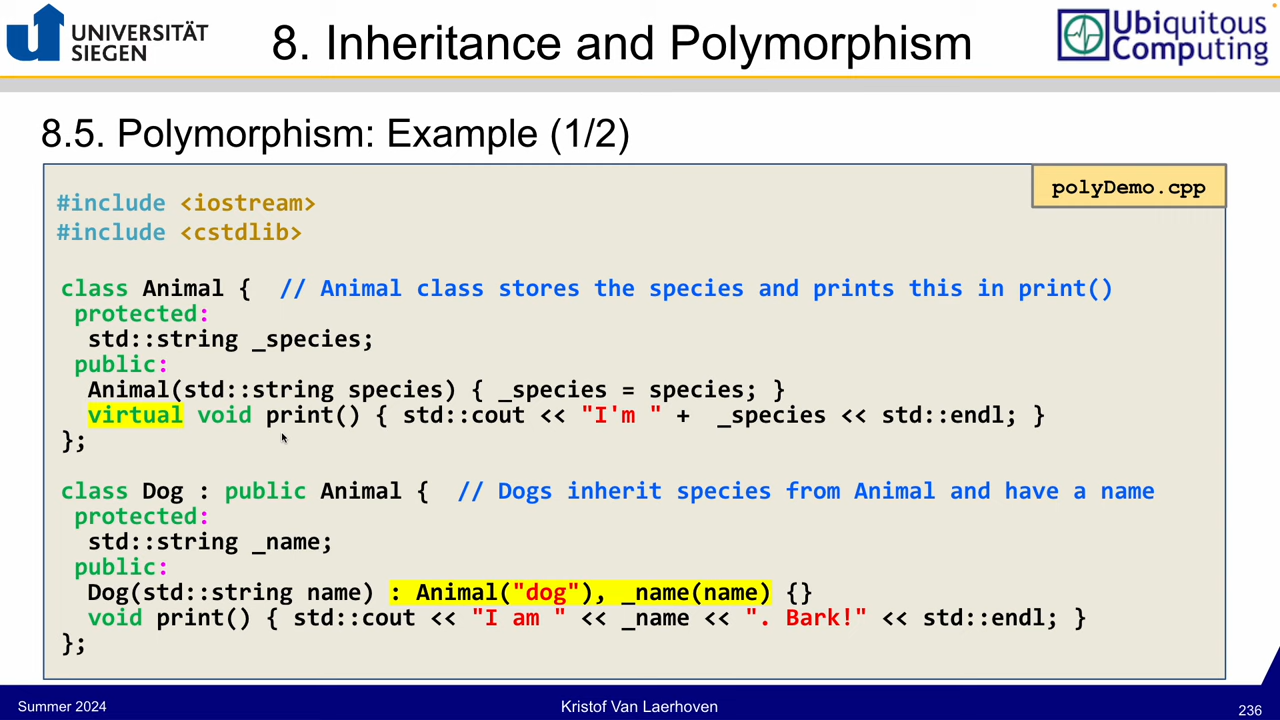 UNIVERSITÄT
SIEGEN
8. Inheritance and Polymorphism
Ubiquitous
Computing
8.5. Polymorphism: Example (1/2)
polyDemo.cpp
#include <iostream>
#include <cstdlib>
class Animal {  // Animal class stores the species and prints this in print()
protected:
std::string _species;
public:
Animal(std::string species) { _species = species; }
virtual void print() { std::cout << "I'm " +  _species << std::endl; }
};
class Dog : public Animal {  // Dogs inherit species from Animal and have a name
protected:
std::string _name;
public:
Dog(std::string name) : Animal("dog"), _name(name) {}
void print() { std::cout << "I am " << _name << ". Bark!" << std::endl; }
};
Summer 2024
Kristof Van Laerhoven
236